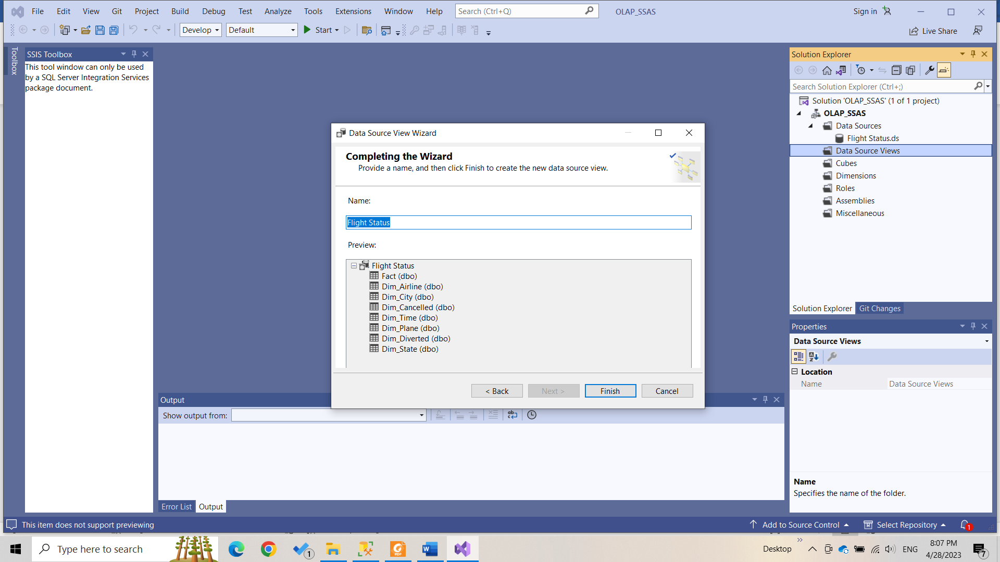 File Edit View Git Project Build Debug Test Analyze Tools Extensions Window Help Search (Ctrl+Q) OLAP_SSAS Sign in
Develop Default Start Live Share
Toolbox
SSIS Toolbox
This tool window can only be used
by a SQL Server Integration Services
package document.
Data Source View Wizard
Completing the Wizard
Provide a name, and then click Finish to create the new data source view.
Name:
Flight Status
Preview:
Flight Status
Fact (dbo)
Dim_Airline (dbo)
Dim_City (dbo)
Dim_Cancelled (dbo)
Dim_Time (dbo)
Dim_Plane (dbo)
Dim_Diverted (dbo)
Dim_State (dbo)
< Back Next > Finish Cancel
Output
Show output from:
Error List Output
Solution Explorer
Search Solution Explorer (Ctrl+;)
Solution 'OLAP_SSAS' (1 of 1 project)
OLAP_SSAS
Data Sources
Flight Status.ds
Data Source Views
Cubes
Dimensions
Roles
Assemblies
Miscellaneous
Solution Explorer Git Changes
Properties
Data Source Views
Location
Name Data Source Views
Name
Specifies the name of the folder.
This item does not support previewing Add to Source Control Select Repository 1
Type here to search 1 PDF Desktop ENG 8:07 PM
4/28/2023 7